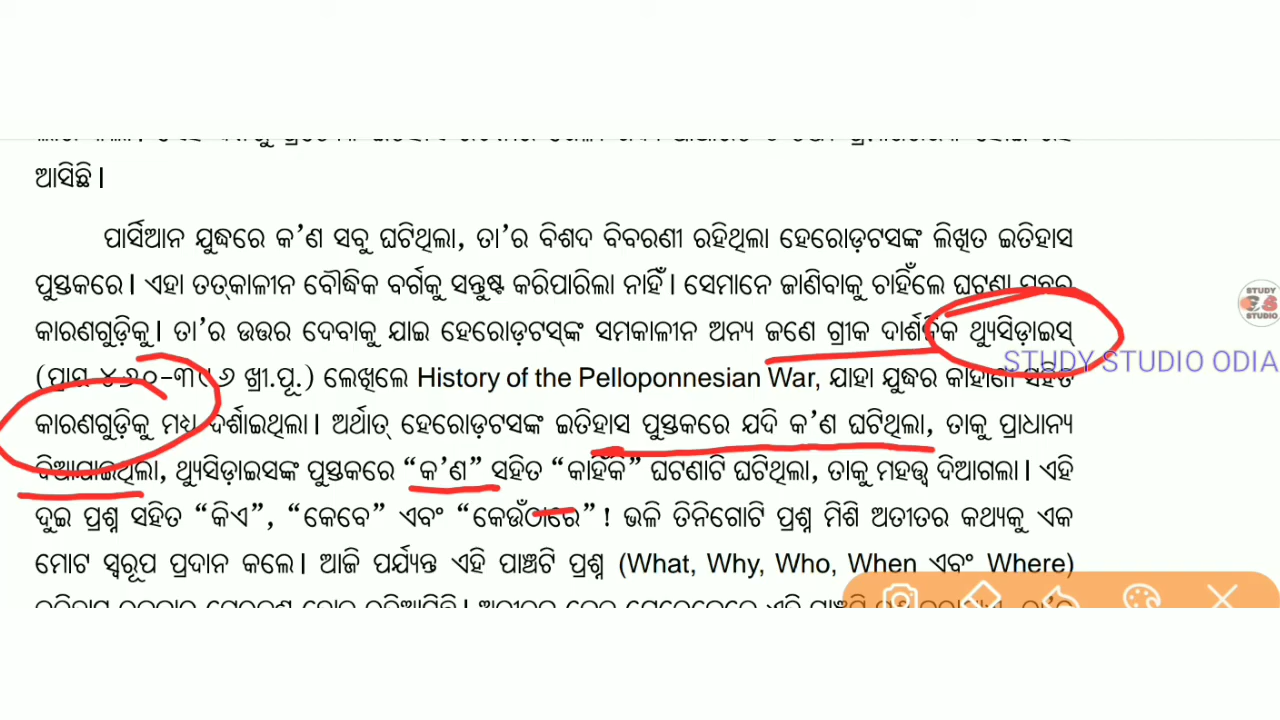 ଆସିଛି।
ପାର୍ସିଆନ ଯୁଦ୍ଧରେ କ’ଣ ସବୁ ଘଟିଥିଲା, ତା’ର ବିଶଦ ବିବରଣୀ ରହିଥିଲା ହେରୋଡ଼ଟସଙ୍କ ଲିଖିତ ଇତିହାସ
ପୁସ୍ତକରେ। ଏହା ତତ୍କାଳୀନ ବୌଦ୍ଧିକ ବର୍ଗକୁ ସନ୍ତୁଷ୍ଟ କରିପାରିଲା ନାହିଁ। ସେମାନେ ଜାଣିବାକୁ ଚାହିଁଲେ ଘଟଣା
କାରଣଗୁଡ଼ିକୁ। ତା’ର ଉତ୍ତର ଦେବାକୁ ଯାଇ ହେରୋଡ଼ଟସ୍‌ଙ୍କ ସମକାଳୀନ ଅନ୍ୟ ଜଣେ ଗ୍ରୀକ ଦାର୍ଶନିକ ଥ୍ୟୁସିଡ଼ାଇସ୍
STUDY STUDIO ODIA
STUDY STUDIO
ଖ୍ରୀ.ପୂ.) ଲେଖିଲେ History of the Pelloponnesian War, ଯାହା ଯୁଦ୍ଧର କାହାଣୀ ସହିତ
କାରଣଗୁଡ଼ିକୁ ମଧ୍ୟ ଦର୍ଶାଇଥିଲା। ଅର୍ଥାତ୍ ହେରୋଡ଼ଟସଙ୍କ ଇତିହାସ ପୁସ୍ତକରେ ଯଦି କ’ଣ ଘଟିଥିଲା, ତାକୁ ପ୍ରାଧାନ୍ୟ
ଦିଆଯାଇଥିଲା, ଥ୍ୟୁସିଡ଼ାଇସଙ୍କ ପୁସ୍ତକରେ “କ’ଣ” ସହିତ “କାହିଁକି” ଘଟଣାଟି ଘଟିଥିଲା, ତାକୁ ମହତ୍ତ୍ୱ ଦିଆଗଲା। ଏହି
ଦୁଇ ପ୍ରଶ୍ନ ସହିତ “କିଏ”, “କେବେ” ଏବଂ “କେଉଁଠାରେ”! ଭଳି ତିନିଗୋଟି ପ୍ରଶ୍ନ ମିଶି ଅତୀତର କଥ୍ୟକୁ ଏକ
ମୋଟ ସ୍ୱରୂପ ପ୍ରଦାନ କଲେ। ଆଜି ପର୍ଯ୍ୟନ୍ତ ଏହି ପାଞ୍ଚଟି ପ୍ରଶ୍ନ (What, Why, Who, When ଏବଂ Where)